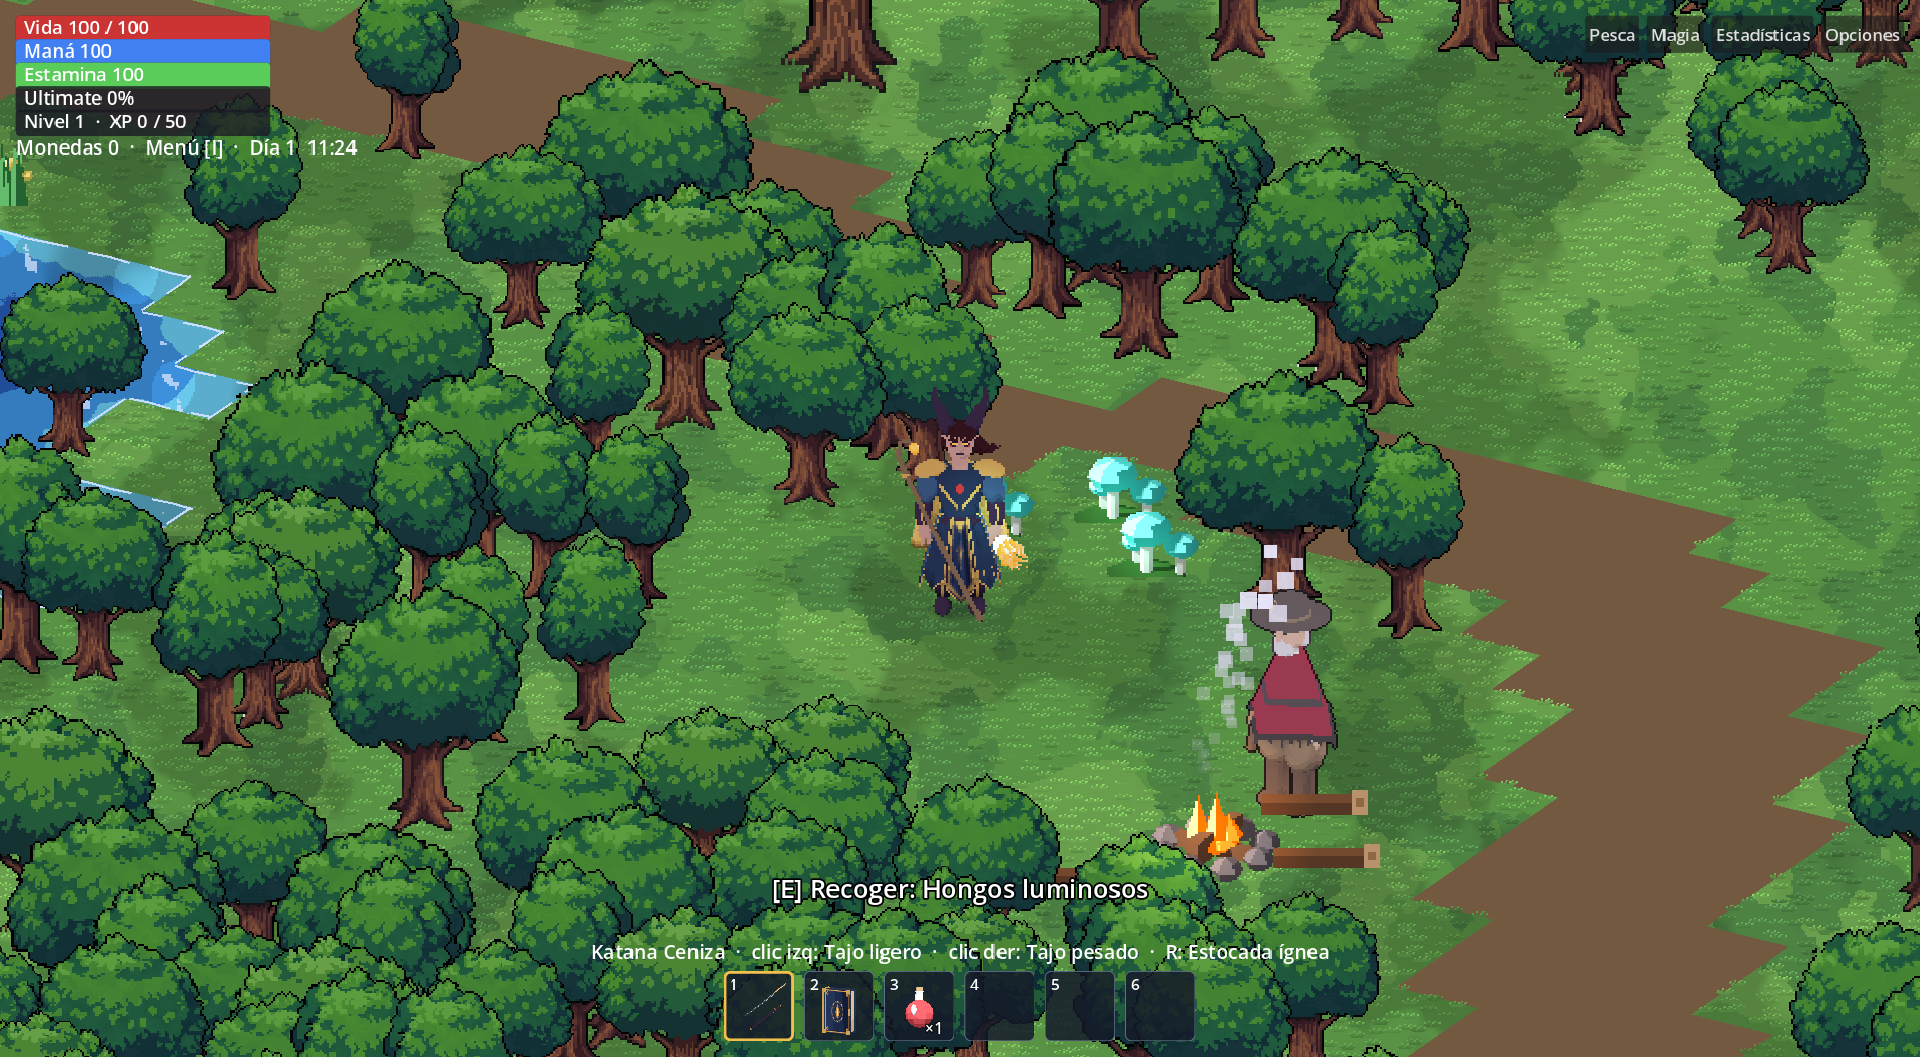 Vida 100 / 100
Maná 100
Estamina 100
Ultimate 0%
Nivel 1 · XP 0 / 50
Monedas 0 · Menú [I] · Día 1 11:24
Pesca Magia Estadísticas Opciones
[E] Recoger: Hongos luminosos
Katana Ceniza · clic izq: Tajo ligero · clic der: Tajo pesado · R: Estocada ígnea
1 2 3 4 5 6
×1